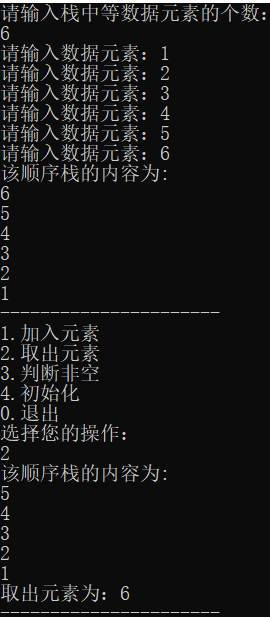 请输入栈中等数据元素的个数:
6
请输入数据元素：1
请输入数据元素：2
请输入数据元素：3
请输入数据元素：4
请输入数据元素：5
请输入数据元素：6
该顺序栈的内容为:
6
5
4
3
2
1
----------------------
1.加入元素
2.取出元素
3.判断非空
4.初始化
0.退出
选择您的操作:
2
该顺序栈的内容为:
5
4
3
2
1
取出元素为：6
----------------------